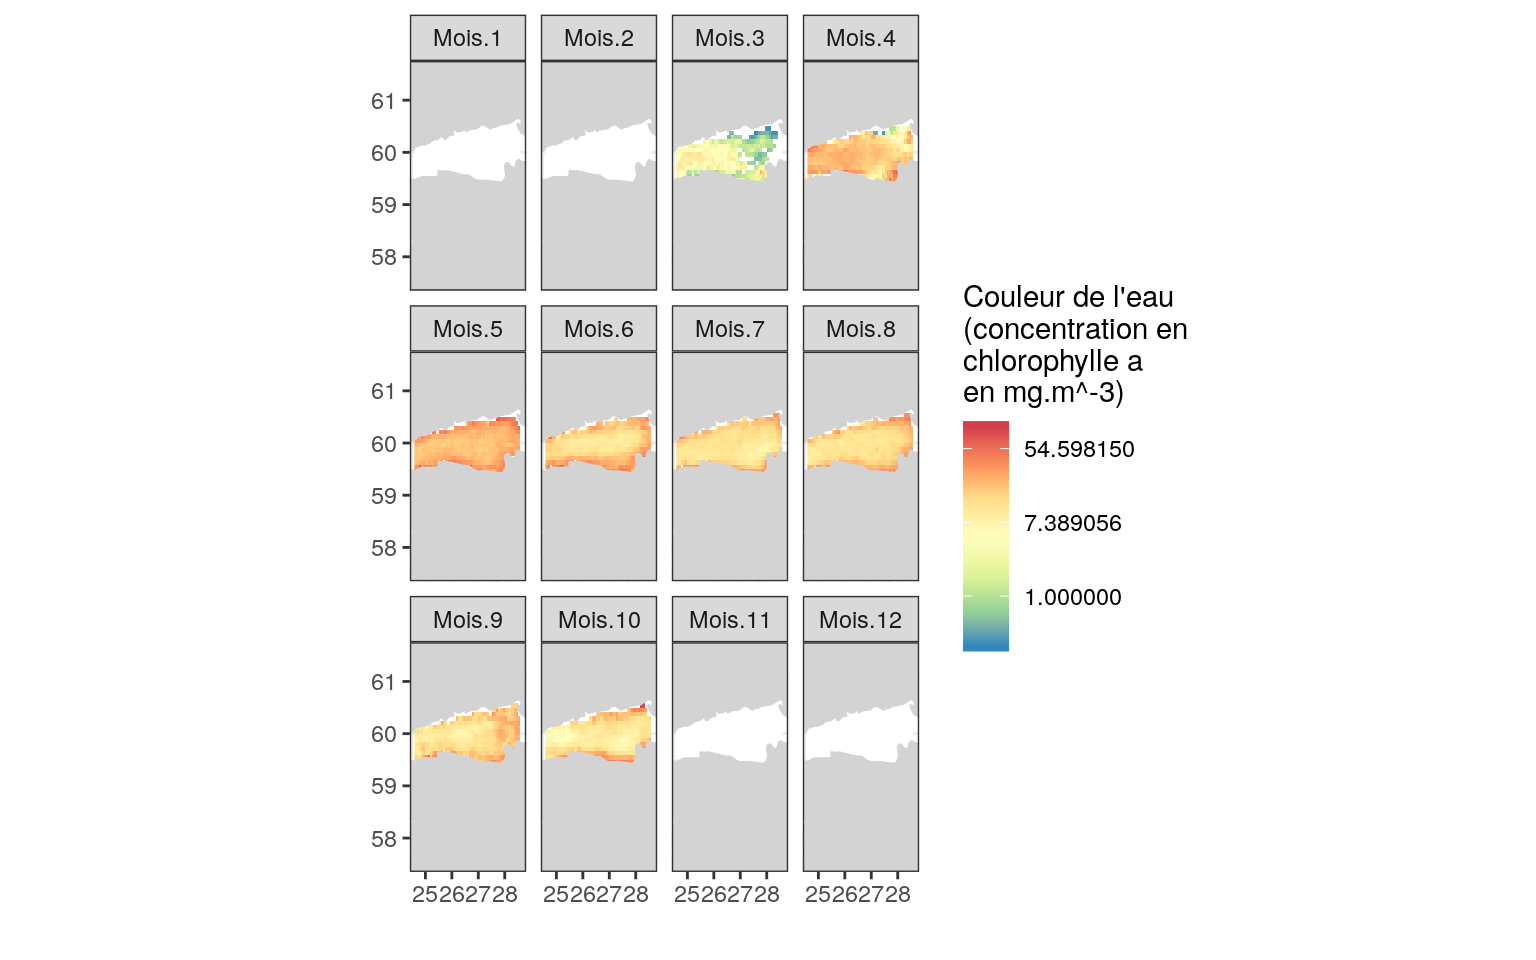 Mois.1 Mois.2 Mois.3 Mois.4
61
60
59
58
Mois.5 Mois.6 Mois.7 Mois.8
61
60
59
58
Mois.9 Mois.10 Mois.11 Mois.12
61
60
59
58
25262728 25262728 25262728 25262728
Couleur de l'eau
(concentration en
chlorophylle a
en mg.m^-3)
54.598150
7.389056
1.000000